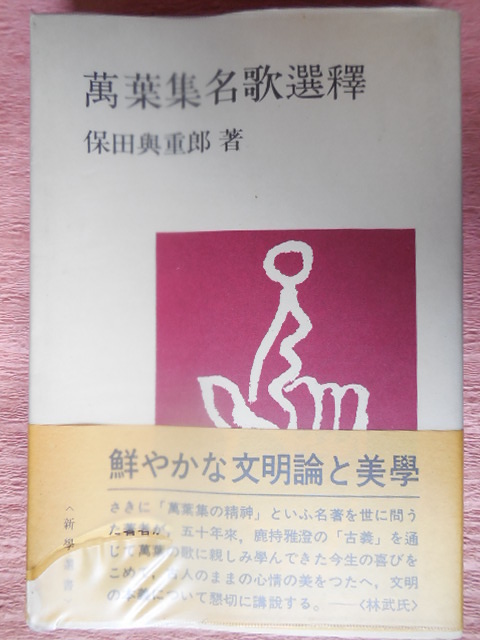 萬葉集名歌選釋
保田與重郎 著
鮮やかな文明論と美學
さきに「萬葉集の精神」といふ名著を世に問う
た著者が，五十年來，鹿持雅澄の「古義」を通
じて萬葉の歌に親しみ學んできた今生の喜びを
こめ 古人のままの心情の美をつたへ，文明
の本 について懇切に講說する。——〈林武氏〉
〈新學 書